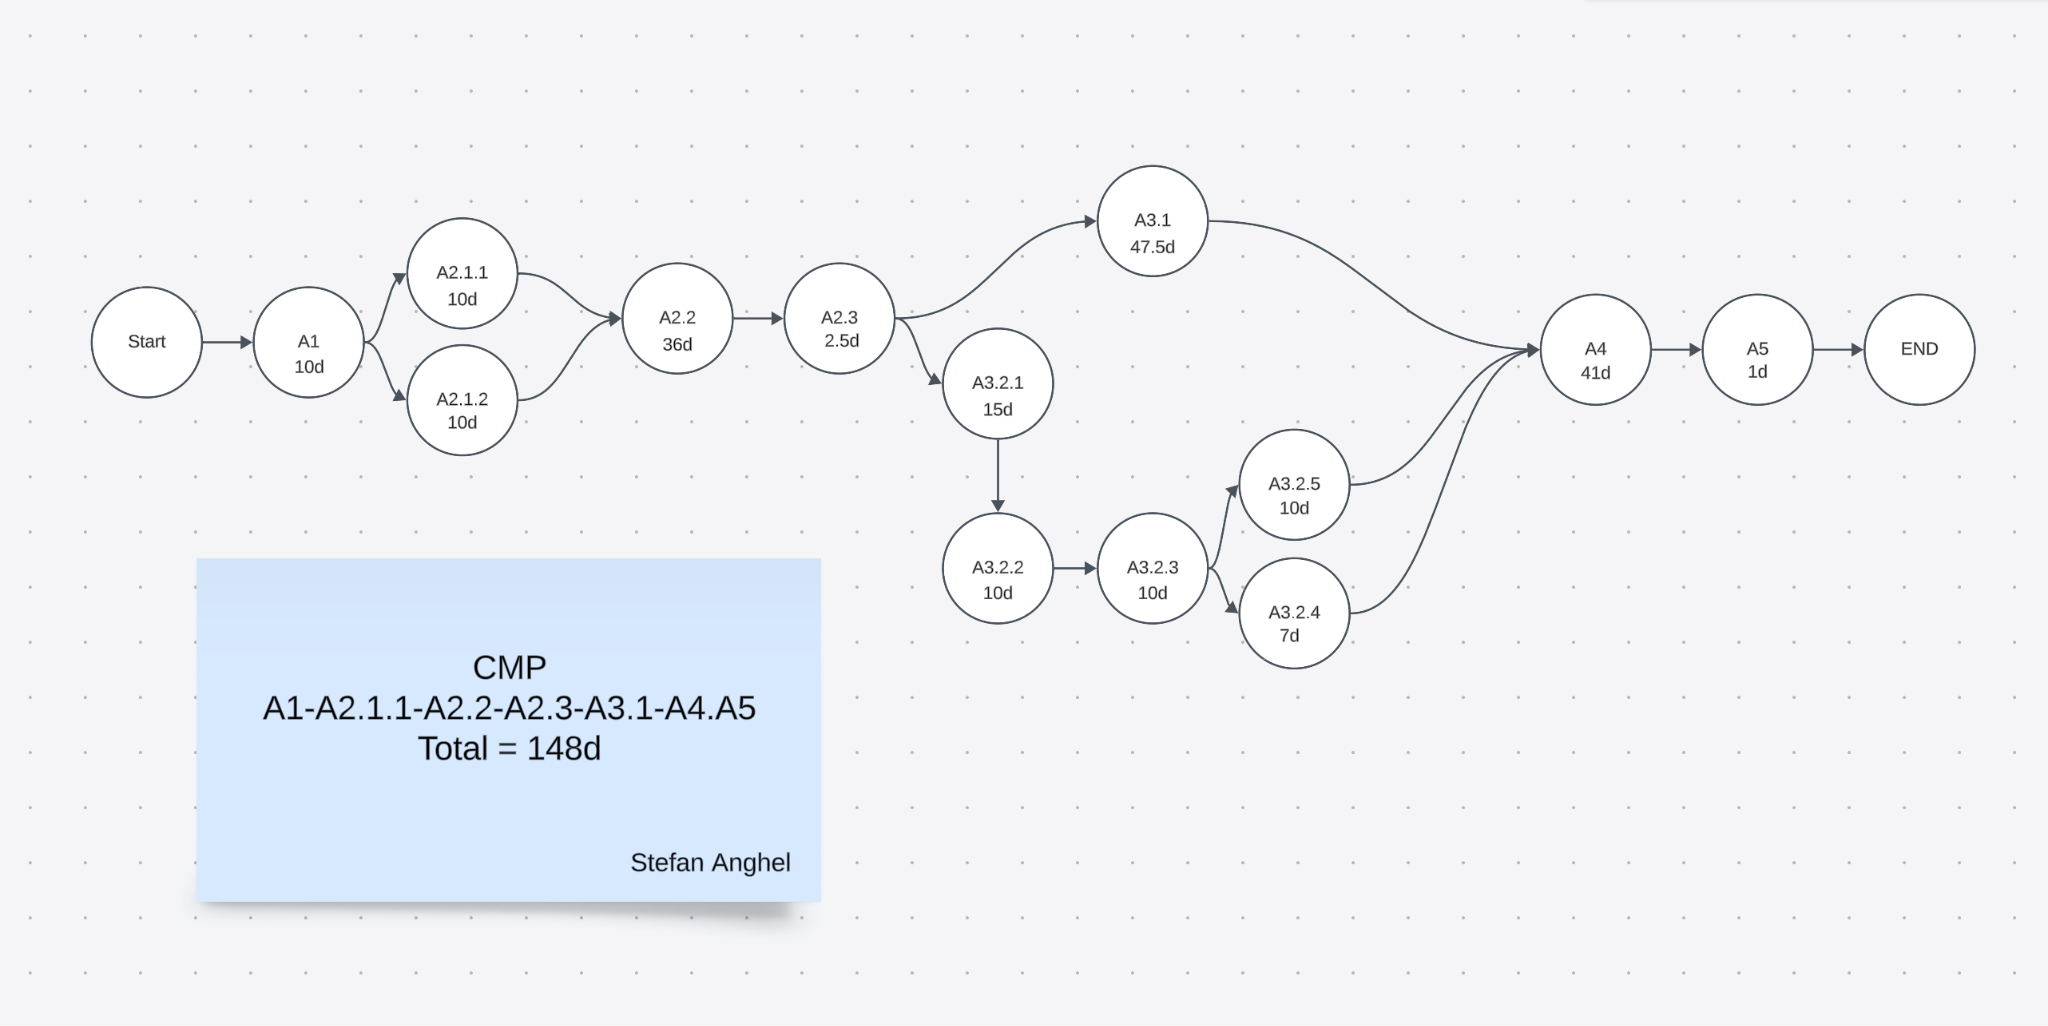 Start
A1
10d
A2.1.1
10d
A2.1.2
10d
A2.2
36d
A2.3
2.5d
A3.1
47.5d
A3.2.1
15d
A3.2.2
10d
A3.2.3
10d
A3.2.5
10d
A3.2.4
7d
A4
41d
A5
1d
END
CMP
A1-A2.1.1-A2.2-A2.3-A3.1-A4.A5
Total = 148d
Stefan Anghel